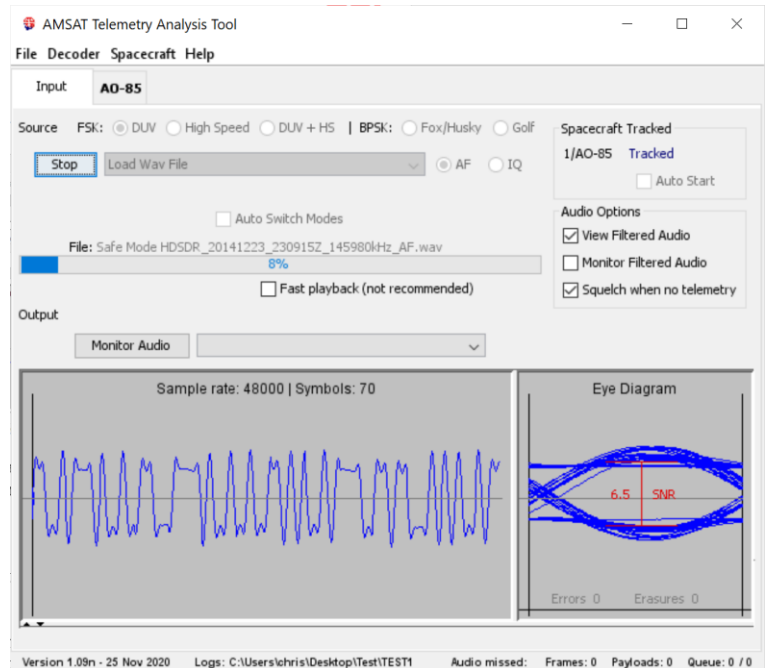 AMSAT Telemetry Analysis Tool
File Decoder Spacecraft Help
Input AO-85
Source FSK: DUV High Speed DUV + HS | BPSK: Fox/Husky Golf
Stop Load Wav File AF IQ
Auto Switch Modes
File: Safe Mode HDSDR_20141223_230915Z_145980kHz_AF.wav
8%
Fast playback (not recommended)
Spacecraft Tracked
1/AO-85 Tracked
Auto Start
Audio Options
View Filtered Audio
Monitor Filtered Audio
Squelch when no telemetry
Output
Monitor Audio
Sample rate: 48000 | Symbols: 70
Eye Diagram
6.5 SNR
Errors 0 Erasures 0
Version 1.09n - 25 Nov 2020 Logs: C:\Users\chris\Desktop\Test\TEST1 Audio missed: Frames: 0 Payloads: 0 Queue: 0 / 0